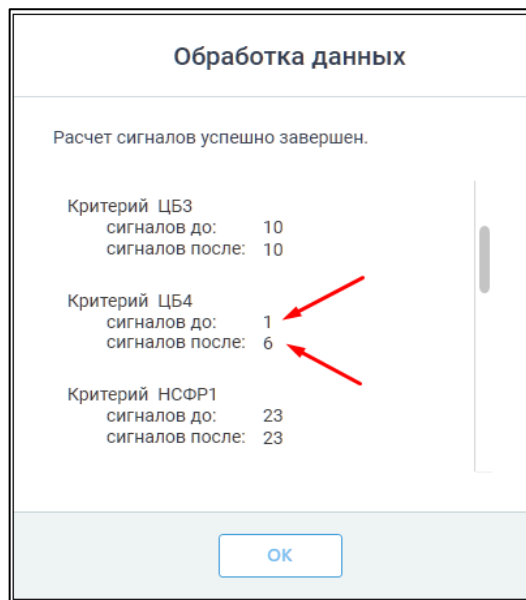 Обработка данных
Расчет сигналов успешно завершен.
Критерий ЦБ3
сигналов до: 10
сигналов после: 10
Критерий ЦБ4
сигналов до: 1
сигналов после: 6
Критерий НСФР1
сигналов до: 23
сигналов после: 23
ОК